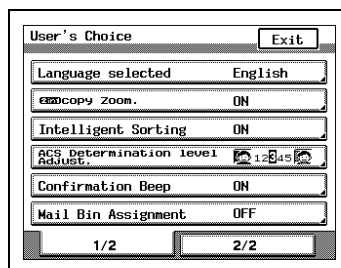 User's Choice
Exit
Language selected English
copy Zoom. ON
Intelligent Sorting ON
ACS Determination level
Adjust. 12345
Confirmation Beep ON
Mail Bin Assignment OFF
1/2 2/2